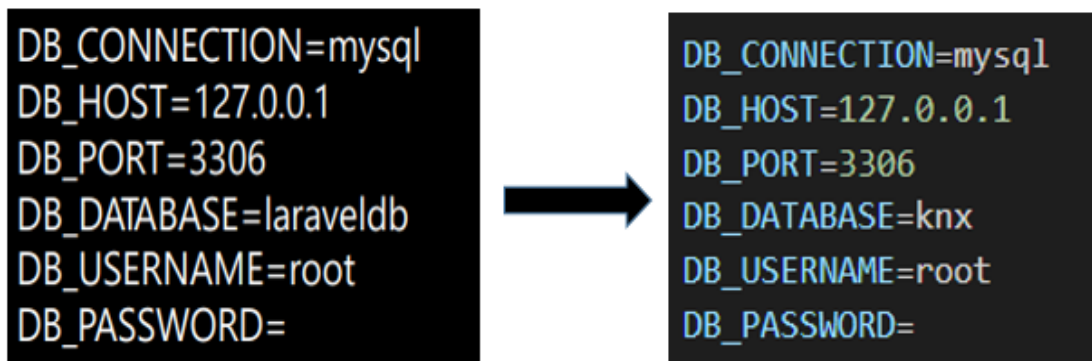 DB_CONNECTION=mysql
DB_HOST=127.0.0.1
DB_PORT=3306
DB_DATABASE=laraveldb
DB_USERNAME=root
DB_PASSWORD=
DB_CONNECTION=mysql
DB_HOST=127.0.0.1
DB_PORT=3306
DB_DATABASE=knx
DB_USERNAME=root
DB_PASSWORD=